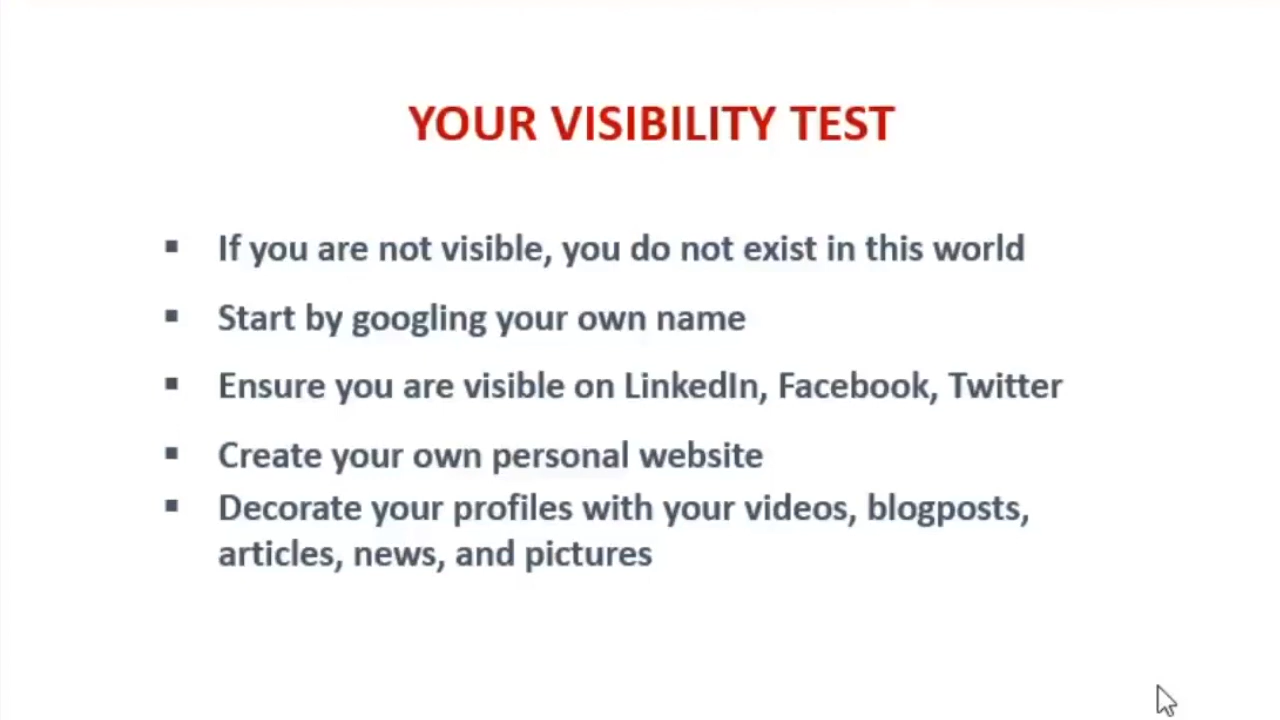 YOUR VISIBILITY TEST
▪ If you are not visible, you do not exist in this world
▪ Start by googling your own name
▪ Ensure you are visible on LinkedIn, Facebook, Twitter
▪ Create your own personal website
▪ Decorate your profiles with your videos, blogposts,
articles, news, and pictures